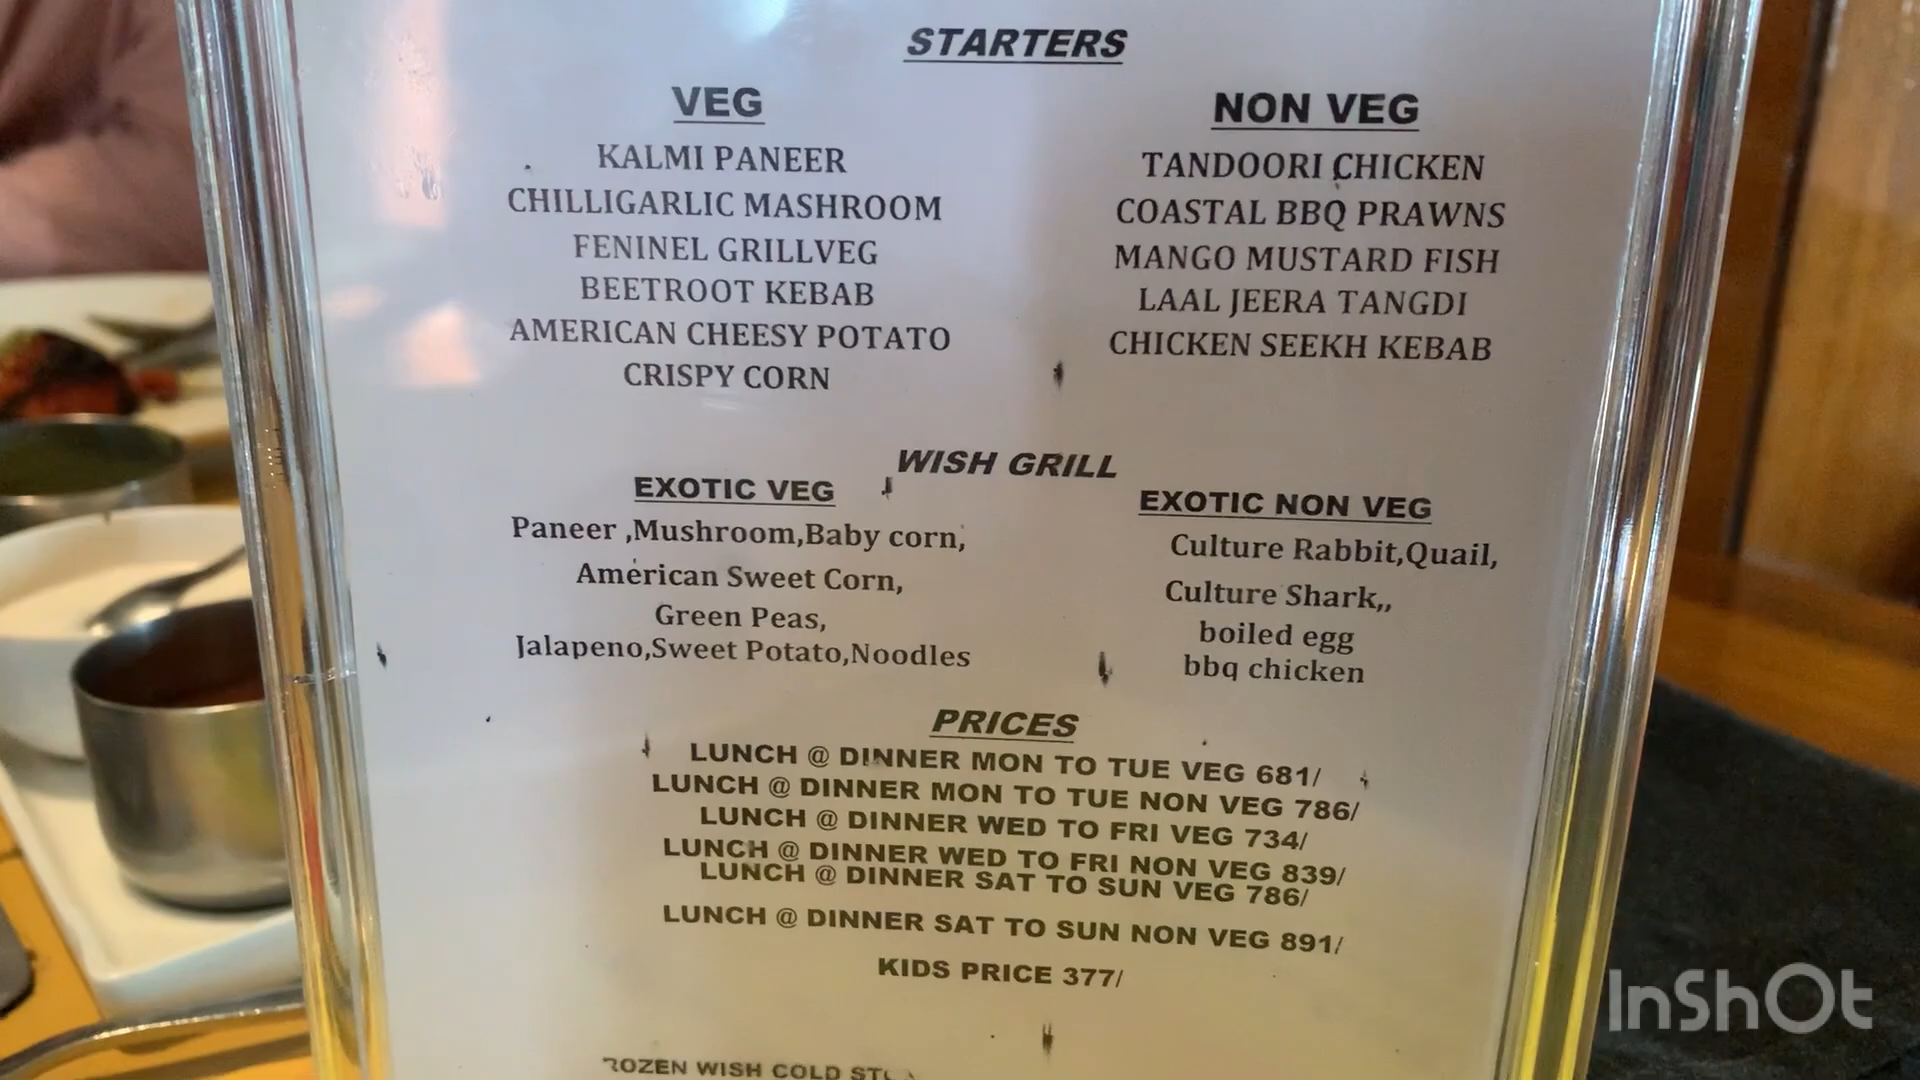 STARTERS
VEG
KALMI PANEER
CHILLIGARLIC MASHROOM
FENINEL GRILLVEG
BEETROOT KEBAB
AMERICAN CHEESY POTATO
CRISPY CORN
NON VEG
TANDOORI CHICKEN
COASTAL BBQ PRAWNS
MANGO MUSTARD FISH
LAAL JEERA TANGDI
CHICKEN SEEKH KEBAB
WISH GRILL
EXOTIC VEG
Paneer ,Mushroom,Baby corn,
American Sweet Corn,
Green Peas,
Jalapeno,Sweet Potato,Noodles
EXOTIC NON VEG
Culture Rabbit,Quail,
Culture Shark,,
boiled egg
bbq chicken
PRICES
LUNCH @ DINNER MON TO TUE VEG 681/
LUNCH @ DINNER MON TO TUE NON VEG 786/
LUNCH @ DINNER WED TO FRI VEG 734/
LUNCH @ DINNER WED TO FRI NON VEG 839/
LUNCH @ DINNER SAT TO SUN VEG 786/
LUNCH @ DINNER SAT TO SUN NON VEG 891/
KIDS PRICE 377/
WISH COLD
InShOt